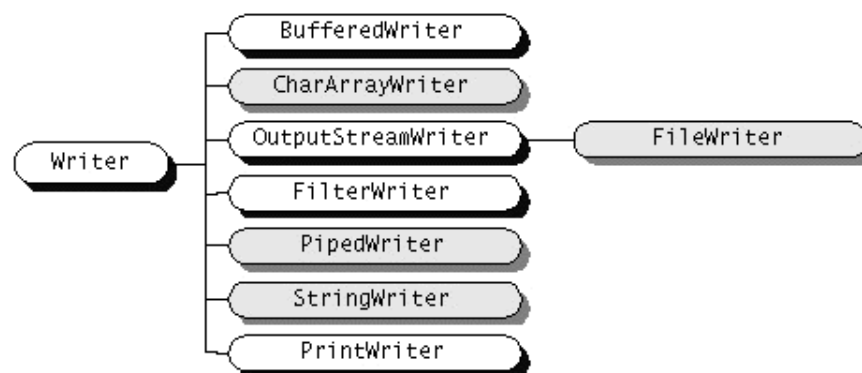 BufferedWriter
CharArrayWriter
OutputStreamWriter
FileWriter
Writer
FilterWriter
PipedWriter
StringWriter
PrintWriter